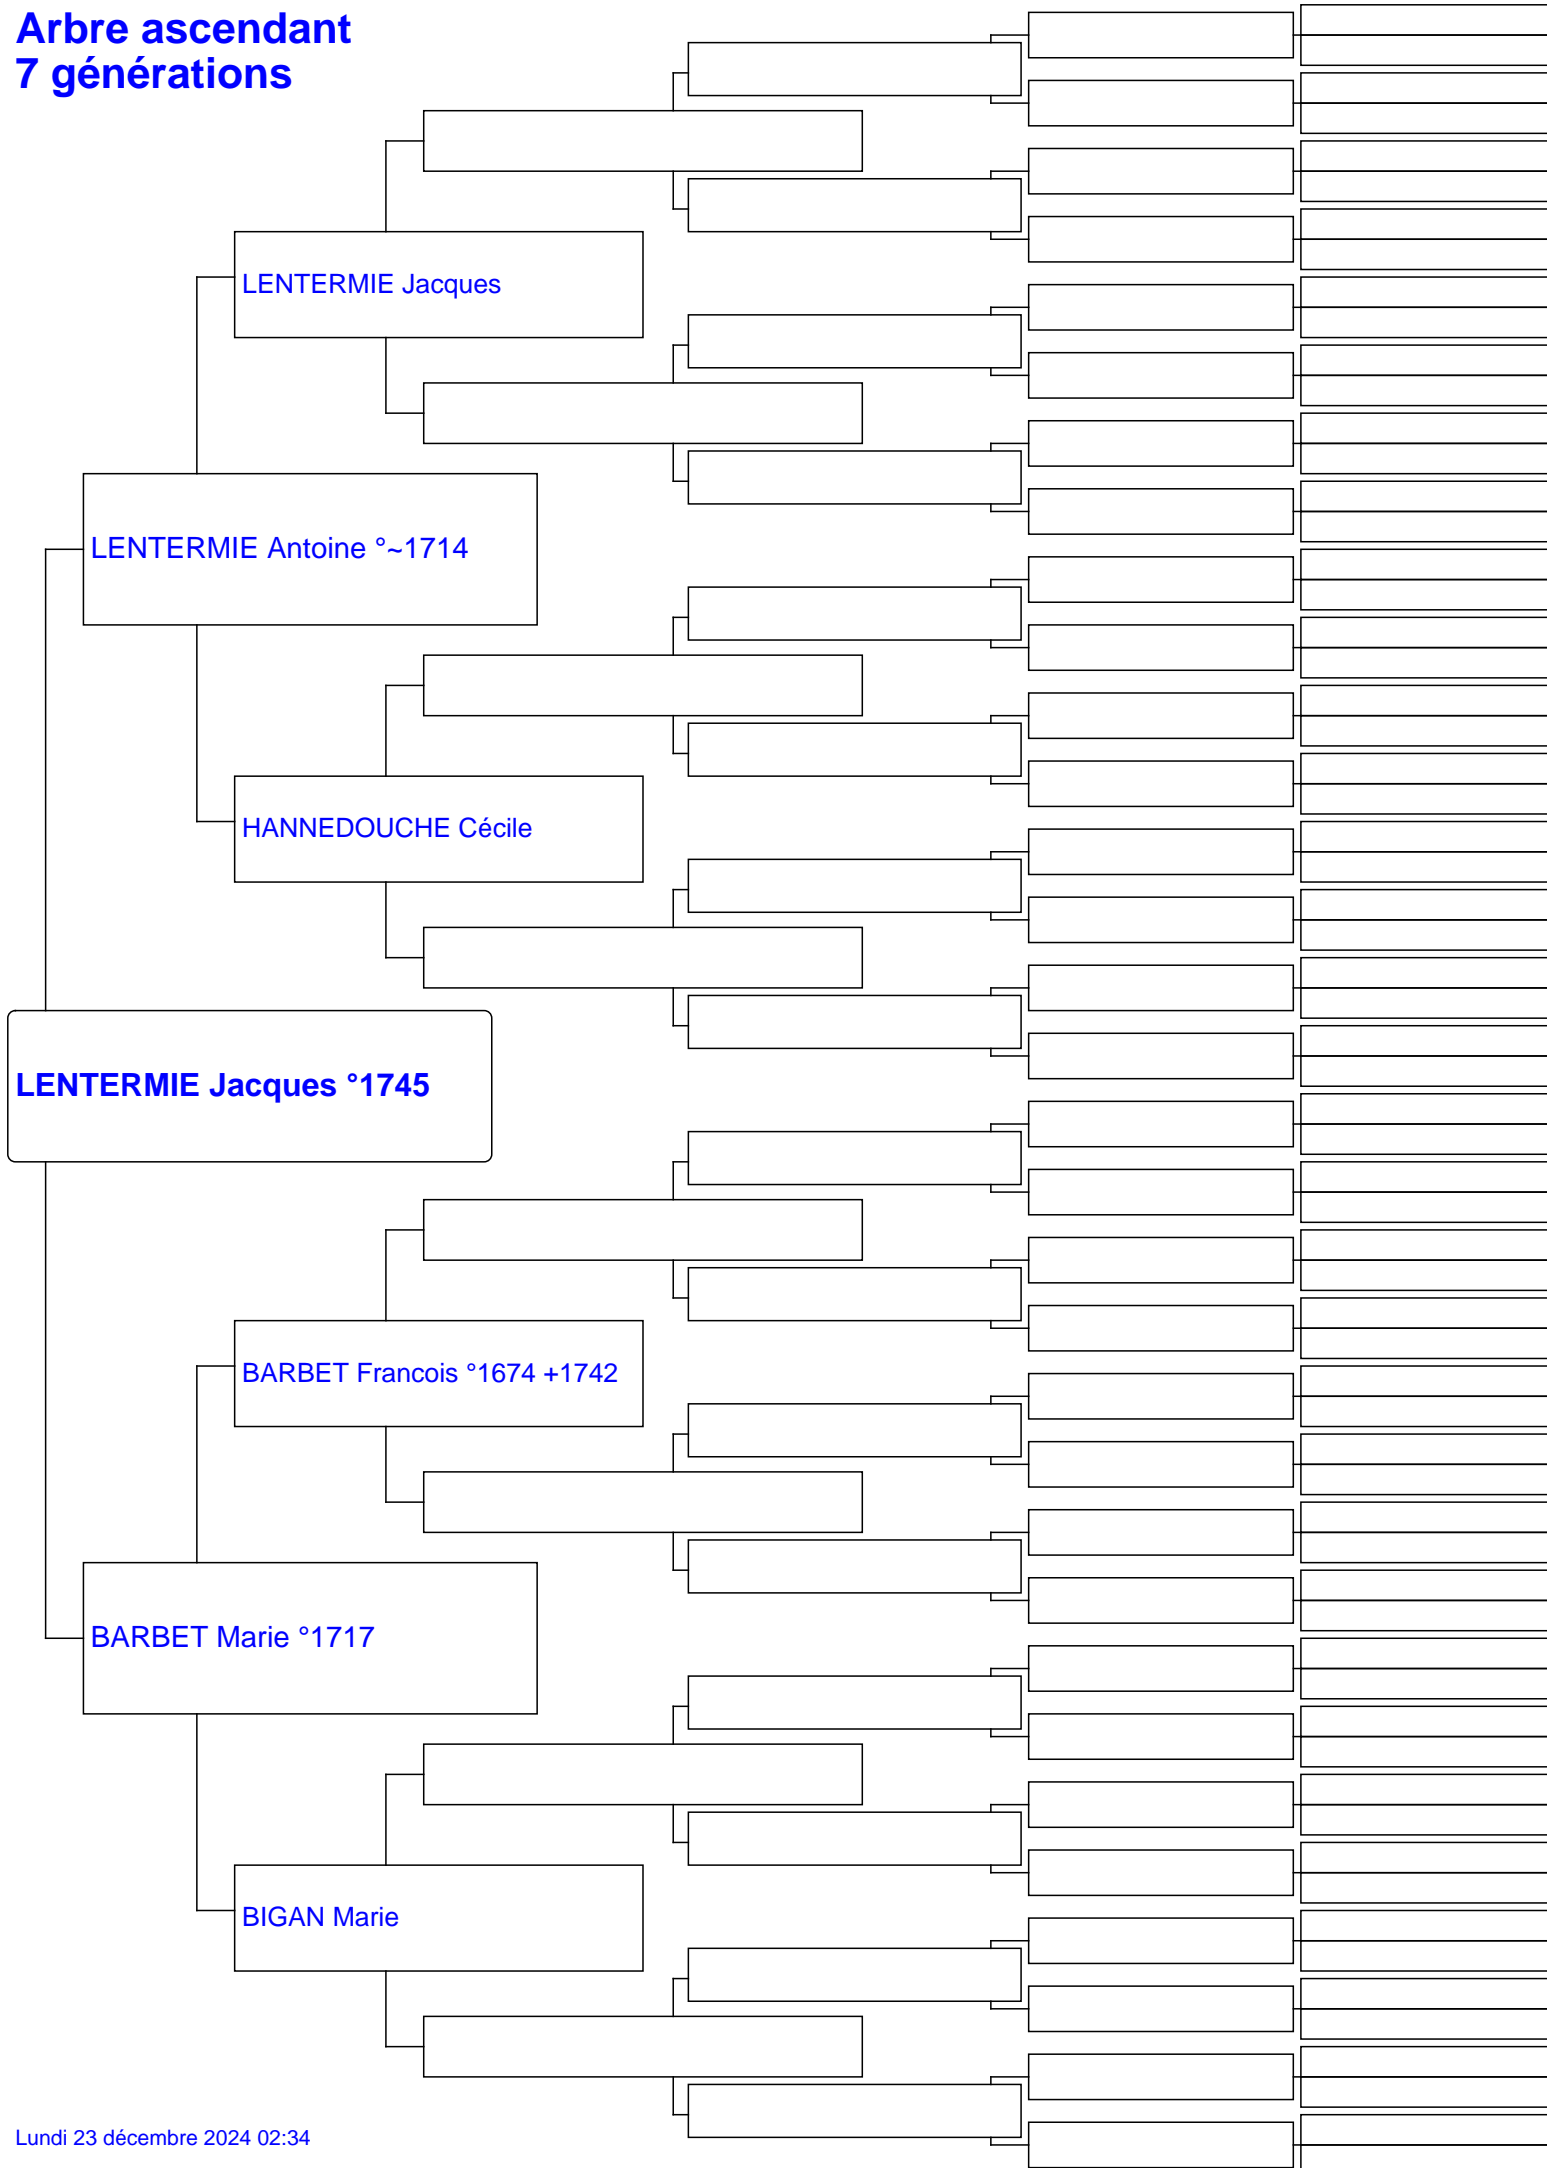 Arbre ascendant
7 générations
LENTERMIE Jacques
LENTERMIE Antoine °~1714
HANNEDOUCHE Cécile
LENTERMIE Jacques °1745
BARBET Francois °1674 +1742
BARBET Marie °1717
BIGAN Marie
Lundi 23 décembre 2024 02:34